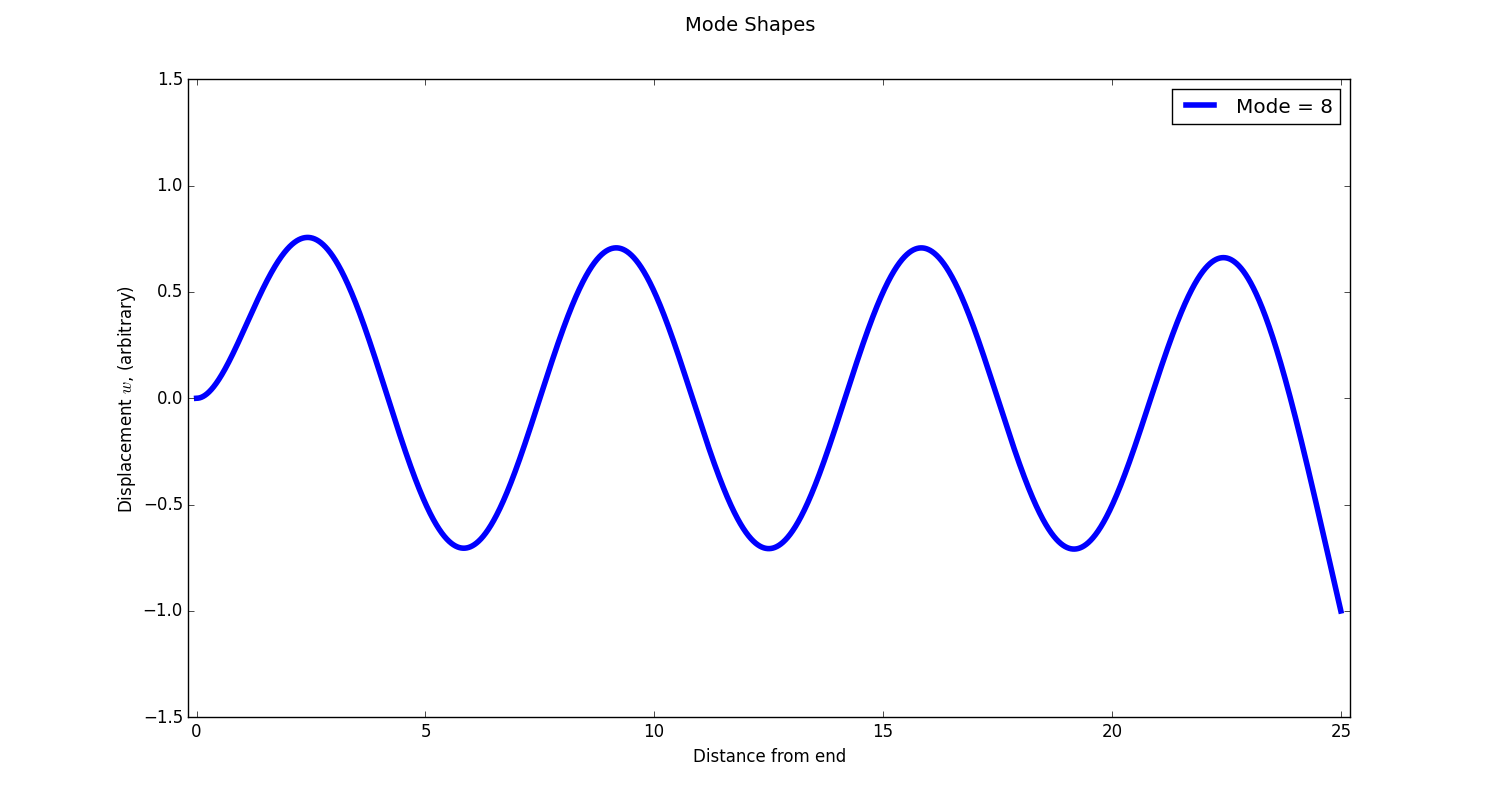 Mode Shapes
Mode = 8
1.5
1.0
0.5
0.0
−0.5
−1.0
−1.5
Displacement w, (arbitrary)
0 5 10 15 20 25
Distance from end